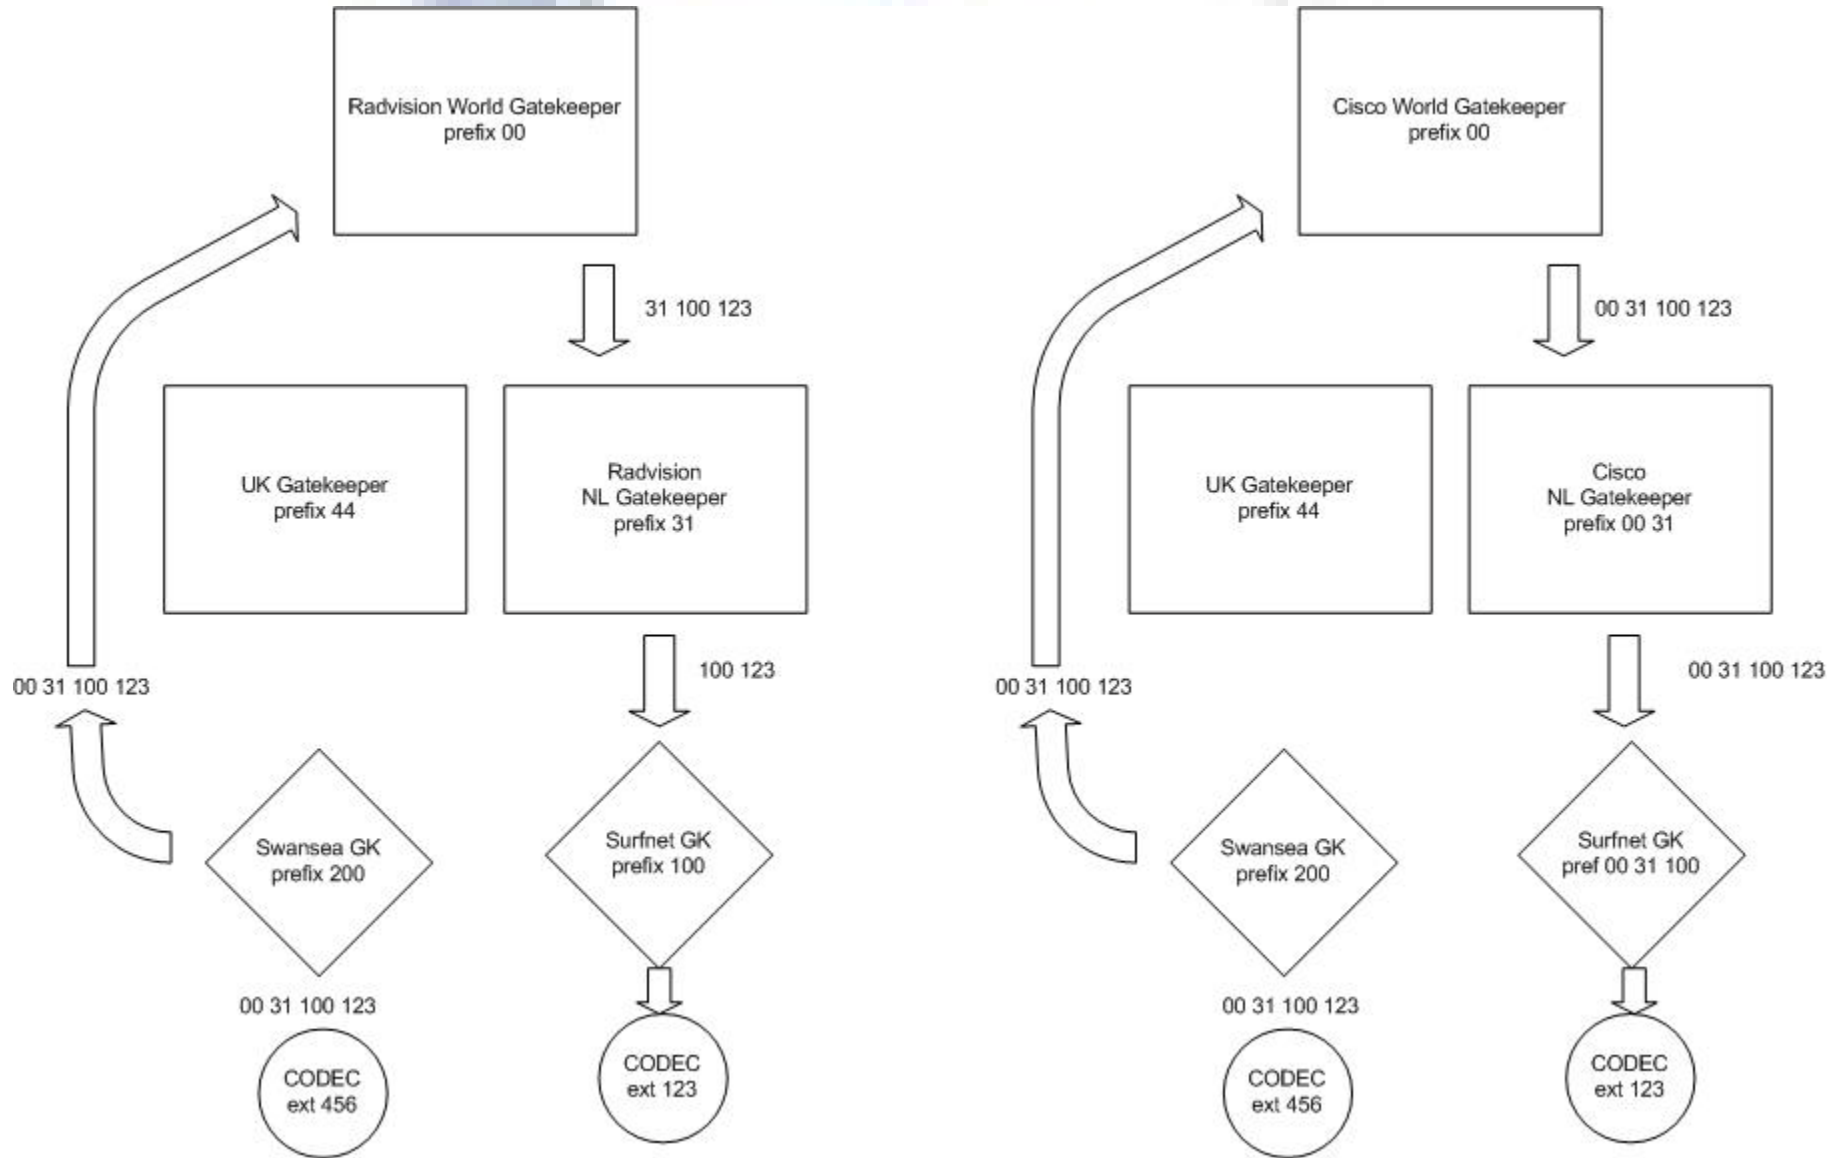 Radvision World Gatekeeper
prefix 00
31 100 123
UK Gatekeeper
prefix 44
Radvision
NL Gatekeeper
prefix 31
00 31 100 123
100 123
Swansea GK
prefix 200
Surfnet GK
prefix 100
00 31 100 123
CODEC
ext 456
CODEC
ext 123
Cisco World Gatekeeper
prefix 00
00 31 100 123
UK Gatekeeper
prefix 44
Cisco
NL Gatekeeper
prefix 00 31
00 31 100 123
00 31 100 123
Swansea GK
prefix 200
Surfnet GK
pref 00 31 100
00 31 100 123
CODEC
ext 456
CODEC
ext 123